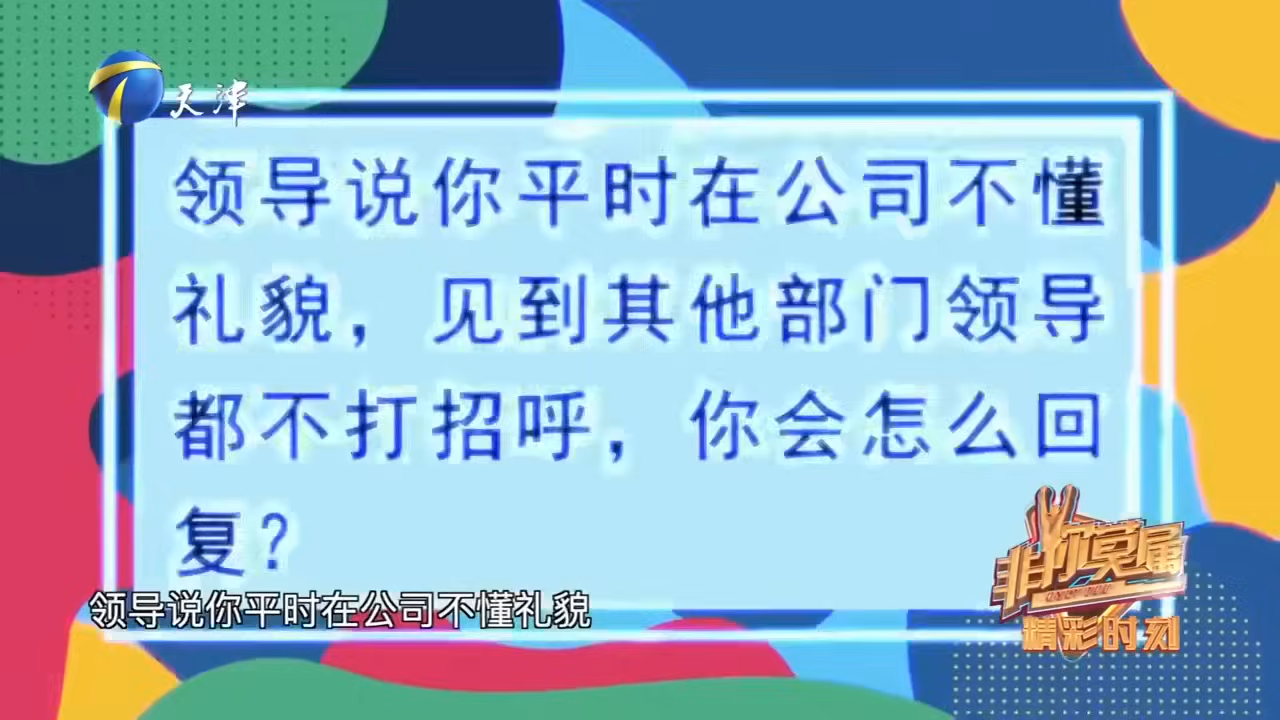 天津
领导说你平时在公司不懂
礼貌，见到其他部门领导
都不打招呼，你会怎么回
复？
领导说你平时在公司不懂礼貌
非你莫属
ONLY YOU
精彩时刻